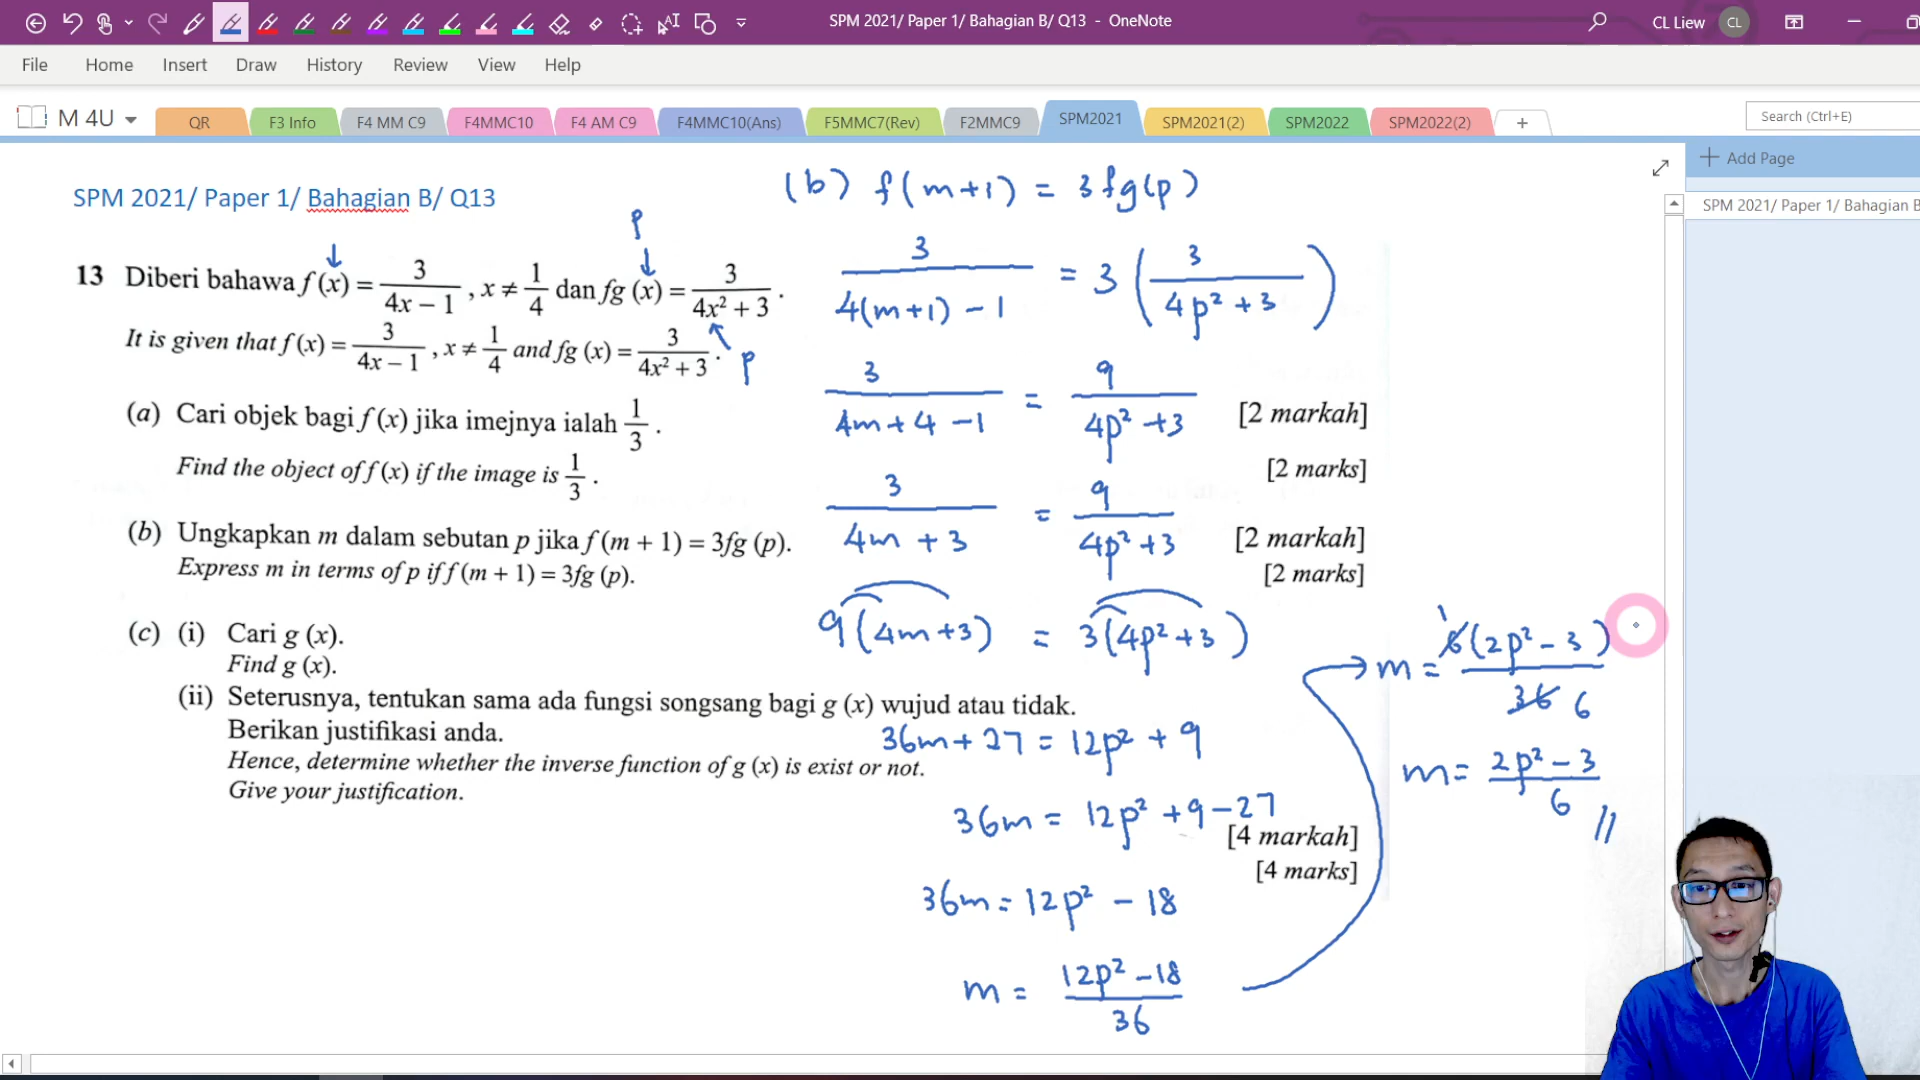 SPM 2021/ Paper 1/ Bahagian B/ Q13 - OneNote
CL Liew
CL
File Home Insert Draw History Review View Help
M 4U
QR F3 Info F4 MM C9 F4MMC10 F4 AM C9 F4MMC10(Ans) F5MMC7(Rev) F2MMC9 SPM2021 SPM2021(2) SPM2022 SPM2022(2) +
Search (Ctrl+E)
Add Page
SPM 2021/ Paper 1/ Bahagian B
SPM 2021/ Paper 1/ Bahagian B/ Q13
p
13 Diberi bahawa f(x) = 3/(4x − 1), x ≠ 1/4 dan fg (x) = 3/(4x² + 3).
It is given that f(x) = 3/(4x − 1), x ≠ 1/4 and fg (x) = 3/(4x² + 3).
p
(a) Cari objek bagi f(x) jika imejnya ialah 1/3.
[2 markah]
Find the object of f(x) if the image is 1/3.
[2 marks]
(b) Ungkapkan m dalam sebutan p jika f(m + 1) = 3fg (p).
[2 markah]
Express m in terms of p if f(m + 1) = 3fg (p).
[2 marks]
(c) (i) Cari g (x).
Find g (x).
(ii) Seterusnya, tentukan sama ada fungsi songsang bagi g (x) wujud atau tidak.
Berikan justifikasi anda.
Hence, determine whether the inverse function of g (x) is exist or not.
Give your justification.
[4 markah]
[4 marks]
(b) f(m+1) = 3fg(p)
3/(4(m+1) − 1) = 3(3/(4p² + 3))
3/(4m + 4 − 1) = 9/(4p² + 3)
3/(4m + 3) = 9/(4p² + 3)
9(4m+3) = 3(4p²+3)
36m + 27 = 12p² + 9
36m = 12p² + 9 − 27
36m = 12p² − 18
m = (12p² − 18)/36
1
m = 6(2p² − 3)/36 6
m = (2p² − 3)/6 //